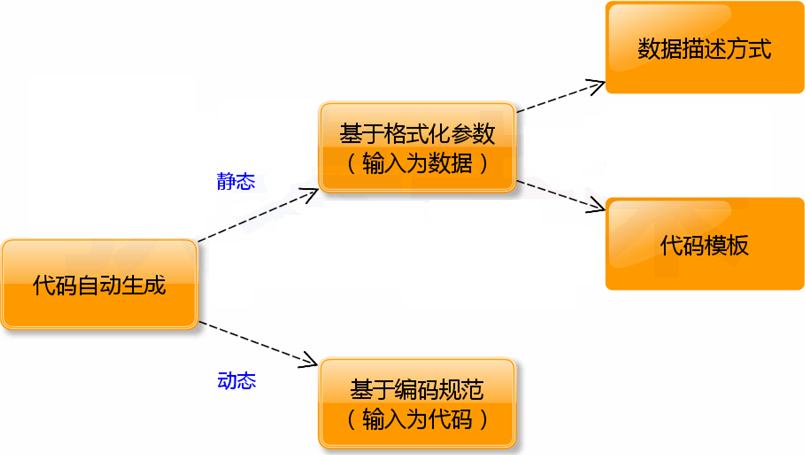 数据描述方式
基于格式化参数
（输入为数据）
静态
代码模板
代码自动生成
动态
基于编码规范
（输入为代码）